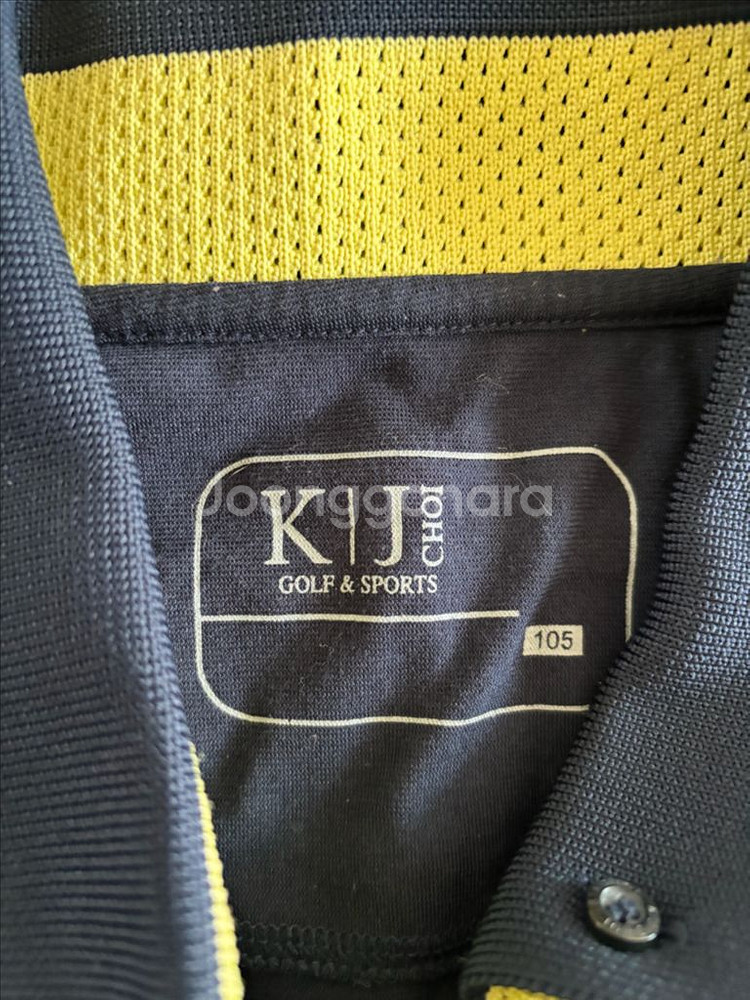 Joonggonara
K|J CHOI
GOLF & SPORTS
105